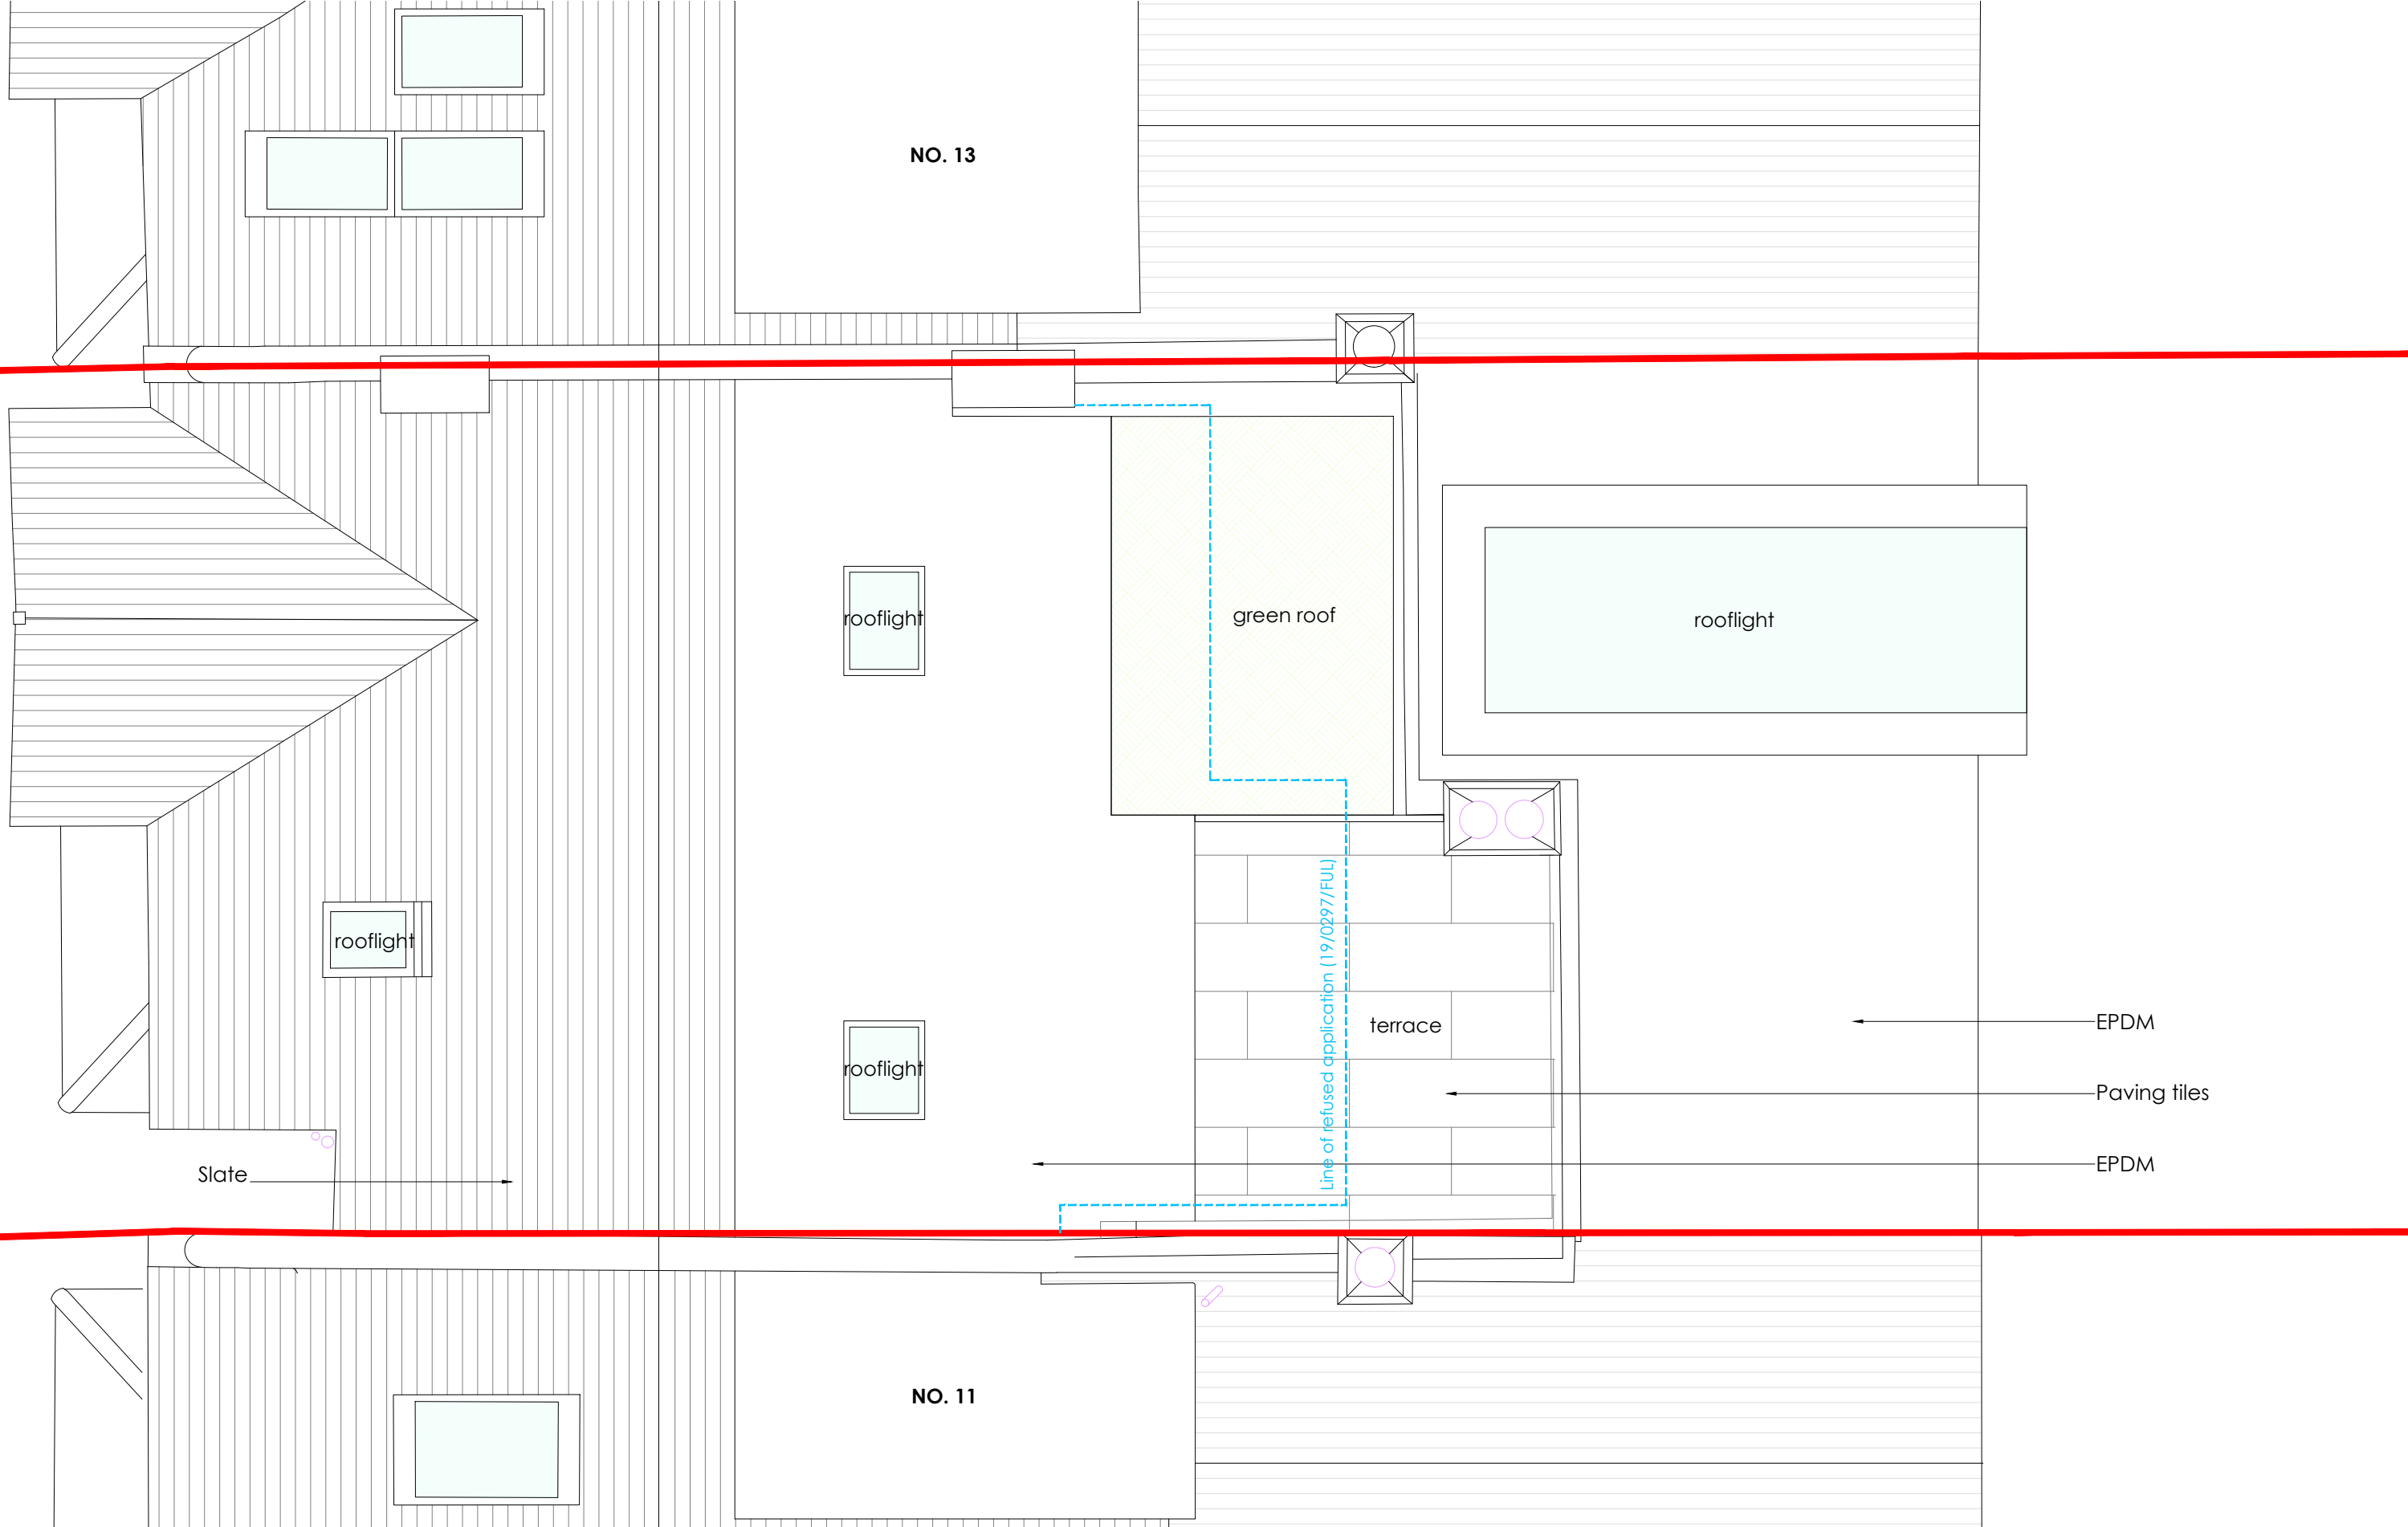 NO. 13
rooflight
green roof
rooflight
rooflight
Line of refused application (19/0297/FUL)
terrace
EPDM
rooflight
Paving tiles
Slate
EPDM
NO. 11